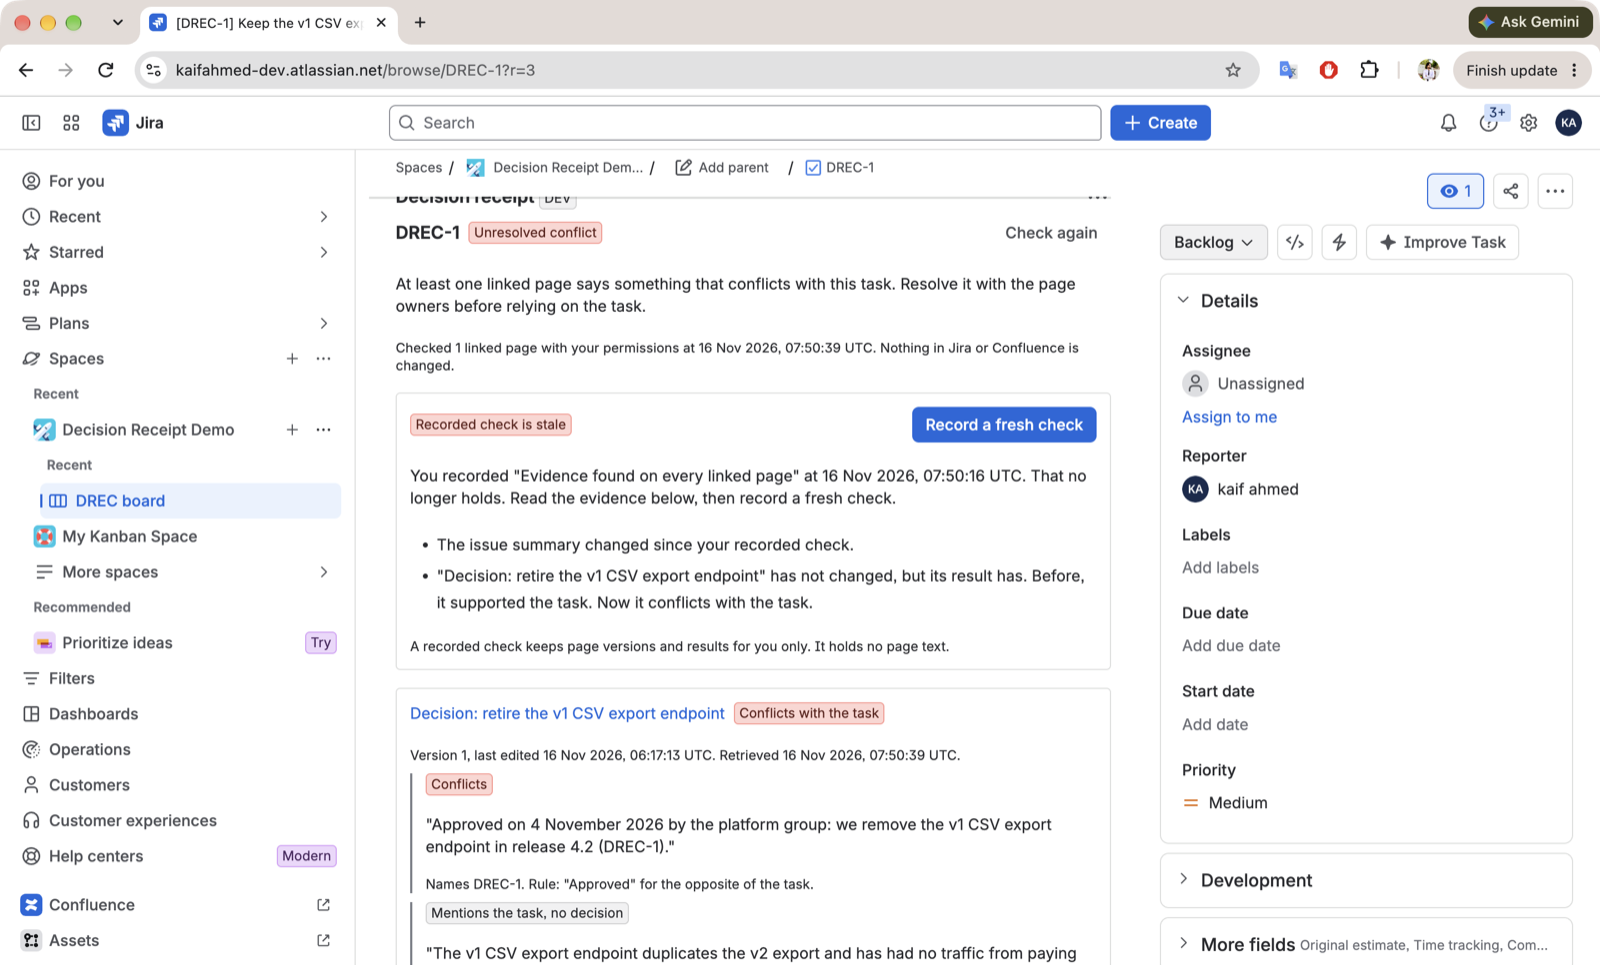 [DREC-1] Keep the v1 CSV ex
Ask Gemini
kaifahmed-dev.atlassian.net/browse/DREC-1?r=3
Finish update
Jira
Search
Create
3+
KA
For you
Recent
Starred
Apps
Plans
Spaces
Recent
Decision Receipt Demo
Recent
DREC board
My Kanban Space
More spaces
Recommended
Prioritize ideas
Try
Filters
Dashboards
Operations
Customers
Customer experiences
Help centers
Modern
Confluence
Assets
Spaces / Decision Receipt Dem... / Add parent / DREC-1
Decision receipt DEV
DREC-1 Unresolved conflict
Check again
At least one linked page says something that conflicts with this task. Resolve it with the page
owners before relying on the task.
Checked 1 linked page with your permissions at 16 Nov 2026, 07:50:39 UTC. Nothing in Jira or Confluence is
changed.
Recorded check is stale
Record a fresh check
You recorded "Evidence found on every linked page" at 16 Nov 2026, 07:50:16 UTC. That no
longer holds. Read the evidence below, then record a fresh check.
• The issue summary changed since your recorded check.
• "Decision: retire the v1 CSV export endpoint" has not changed, but its result has. Before,
it supported the task. Now it conflicts with the task.
A recorded check keeps page versions and results for you only. It holds no page text.
Decision: retire the v1 CSV export endpoint Conflicts with the task
Version 1, last edited 16 Nov 2026, 06:17:13 UTC. Retrieved 16 Nov 2026, 07:50:39 UTC.
Conflicts
"Approved on 4 November 2026 by the platform group: we remove the v1 CSV export
endpoint in release 4.2 (DREC-1)."
Names DREC-1. Rule: "Approved" for the opposite of the task.
Mentions the task, no decision
"The v1 CSV export endpoint duplicates the v2 export and has had no traffic from paying
1
Backlog
Improve Task
Details
Assignee
Unassigned
Assign to me
Reporter
KA kaif ahmed
Labels
Add labels
Due date
Add due date
Start date
Add date
Priority
Medium
Development
More fields Original estimate, Time tracking, Com...